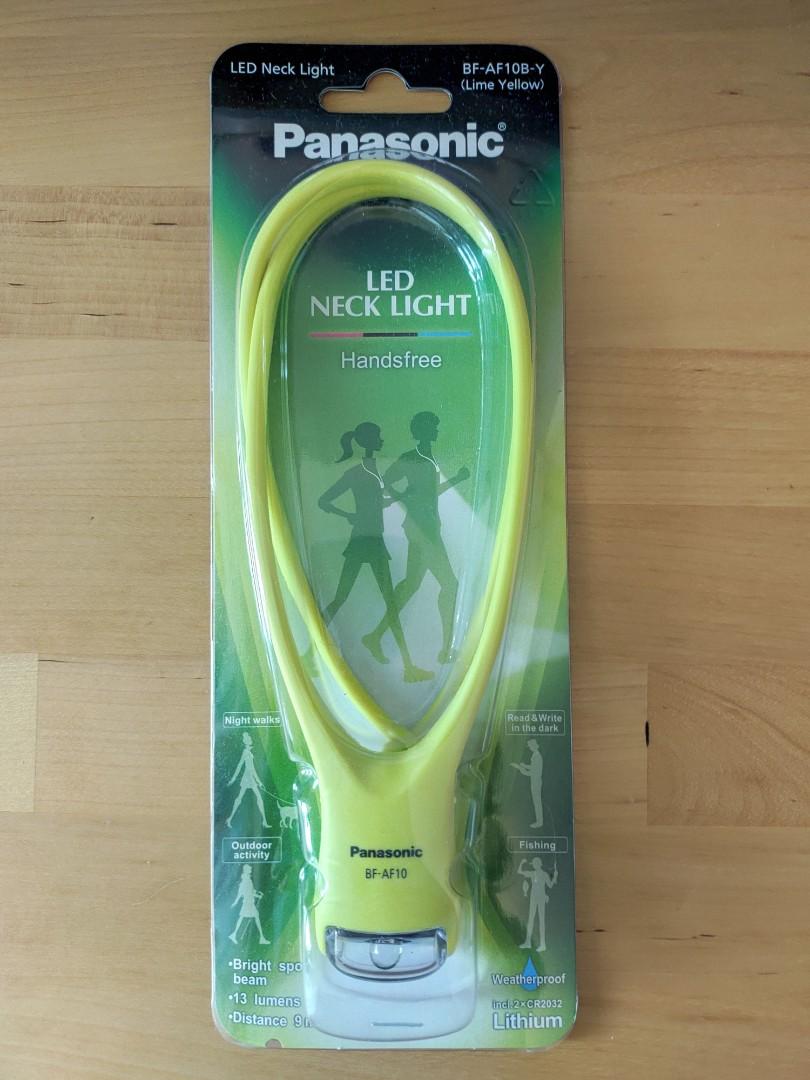 LED Neck Light
BF-AF10B-Y
(Lime Yellow)
Panasonic®
LED
NECK LIGHT
Handsfree
Night walks
Read & Write
in the dark
Outdoor
activity
Fishing
Panasonic
BF-AF10
•Bright
beam
•13 lumens
•Distance
Weatherproof
incl.2×CR2032
Lithium